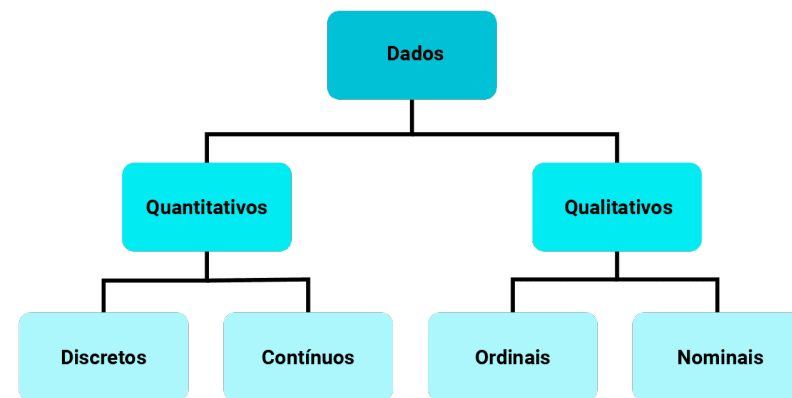 Dados
Quantitativos
Qualitativos
Discretos
Contínuos
Ordinais
Nominais